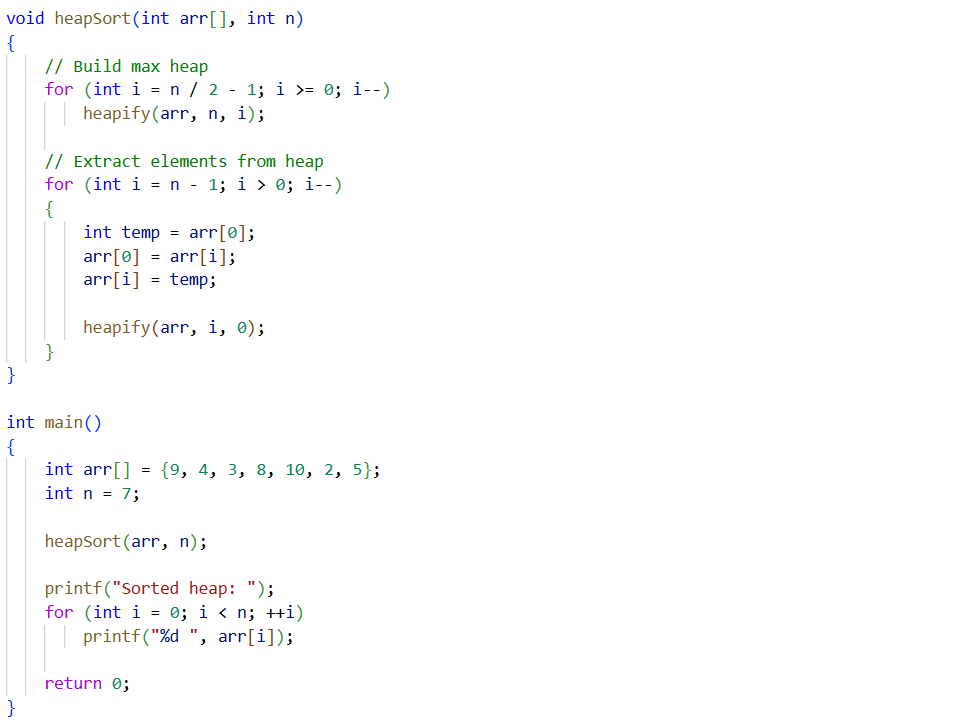 void heapSort(int arr[], int n)
{
    // Build max heap
    for (int i = n / 2 - 1; i >= 0; i--)
        heapify(arr, n, i);

    // Extract elements from heap
    for (int i = n - 1; i > 0; i--)
    {
        int temp = arr[0];
        arr[0] = arr[i];
        arr[i] = temp;

        heapify(arr, i, 0);
    }
}

int main()
{
    int arr[] = {9, 4, 3, 8, 10, 2, 5};
    int n = 7;

    heapSort(arr, n);

    printf("Sorted heap: ");
    for (int i = 0; i < n; ++i)
        printf("%d ", arr[i]);

    return 0;
}